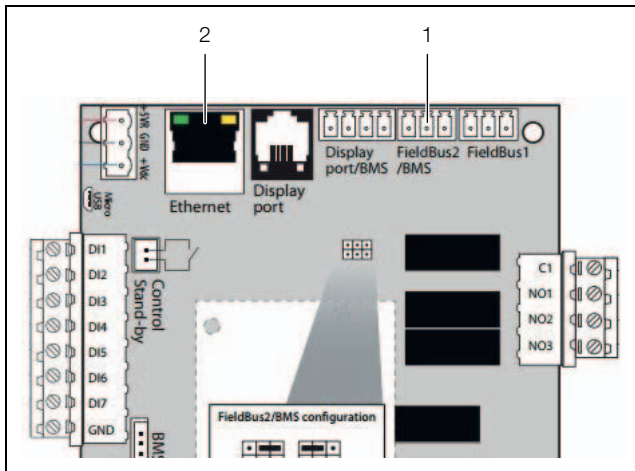 2
1
+5VR GND +Vdc
Micro USB
Ethernet
Display port
Display port/BMS
FieldBus2 /BMS
FieldBus1
DI1
DI2
DI3
DI4
DI5
DI6
DI7
GND
Control Stand-by
C1
NO1
NO2
NO3
FieldBus2/BMS configuration
BMS